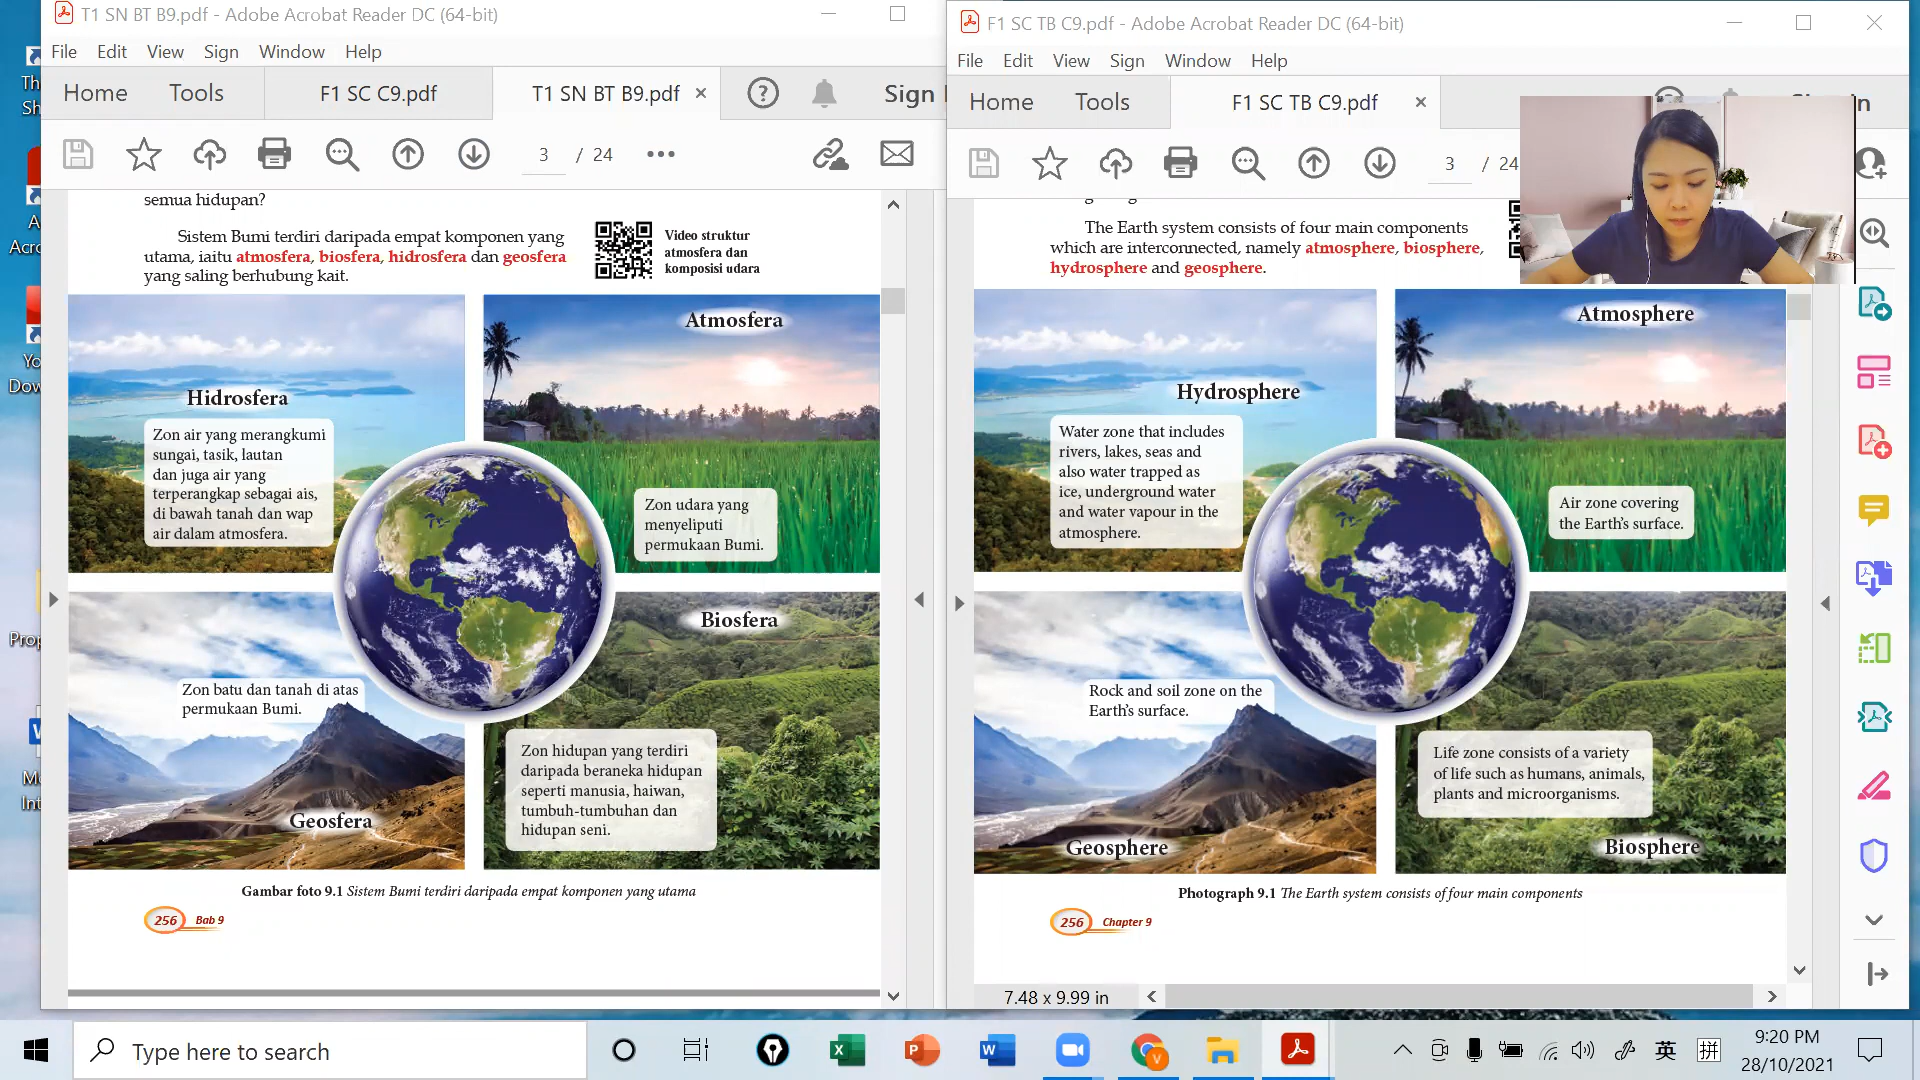 T1 SN BT B9.pdf - Adobe Acrobat Reader DC (64-bit)
File Edit View Sign Window Help
Home Tools F1 SC C9.pdf T1 SN BT B9.pdf × Sign
3 / 24
semua hidupan?
Sistem Bumi terdiri daripada empat komponen yang
utama, iaitu atmosfera, biosfera, hidrosfera dan geosfera
yang saling berhubung kait.
Video struktur
atmosfera dan
komposisi udara
Hidrosfera
Zon air yang merangkumi
sungai, tasik, lautan
dan juga air yang
terperangkap sebagai ais,
di bawah tanah dan wap
air dalam atmosfera.
Atmosfera
Zon udara yang
menyeliputi
permukaan Bumi.
Zon batu dan tanah di atas
permukaan Bumi.
Geosfera
Biosfera
Zon hidupan yang terdiri
daripada beraneka hidupan
seperti manusia, haiwan,
tumbuh-tumbuhan dan
hidupan seni.
Gambar foto 9.1 Sistem Bumi terdiri daripada empat komponen yang utama
256 Bab 9
F1 SC TB C9.pdf - Adobe Acrobat Reader DC (64-bit)
File Edit View Sign Window Help
Home Tools F1 SC TB C9.pdf ×
3 / 24
The Earth system consists of four main components
which are interconnected, namely atmosphere, biosphere,
hydrosphere and geosphere.
Hydrosphere
Water zone that includes
rivers, lakes, seas and
also water trapped as
ice, underground water
and water vapour in the
atmosphere.
Atmosphere
Air zone covering
the Earth's surface.
Rock and soil zone on the
Earth's surface.
Geosphere
Life zone consists of a variety
of life such as humans, animals,
plants and microorganisms.
Biosphere
Photograph 9.1 The Earth system consists of four main components
256 Chapter 9
7.48 x 9.99 in
Type here to search
英 拼
9:20 PM
28/10/2021